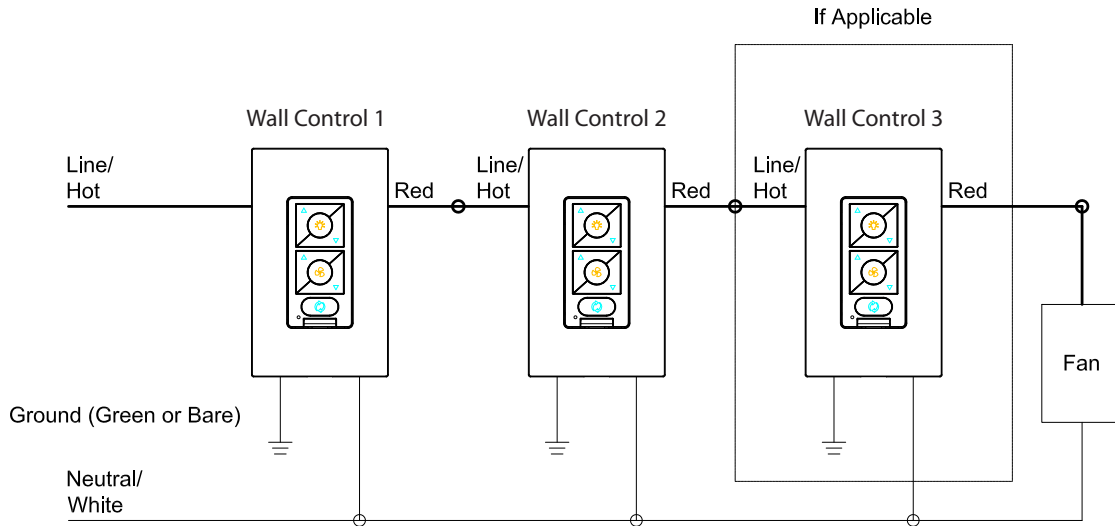 If Applicable
Wall Control 1
Wall Control 2
Wall Control 3
Line/
Hot
Red
Line/
Hot
Red
Line/
Hot
Red
Fan
Ground (Green or Bare)
Neutral/
White